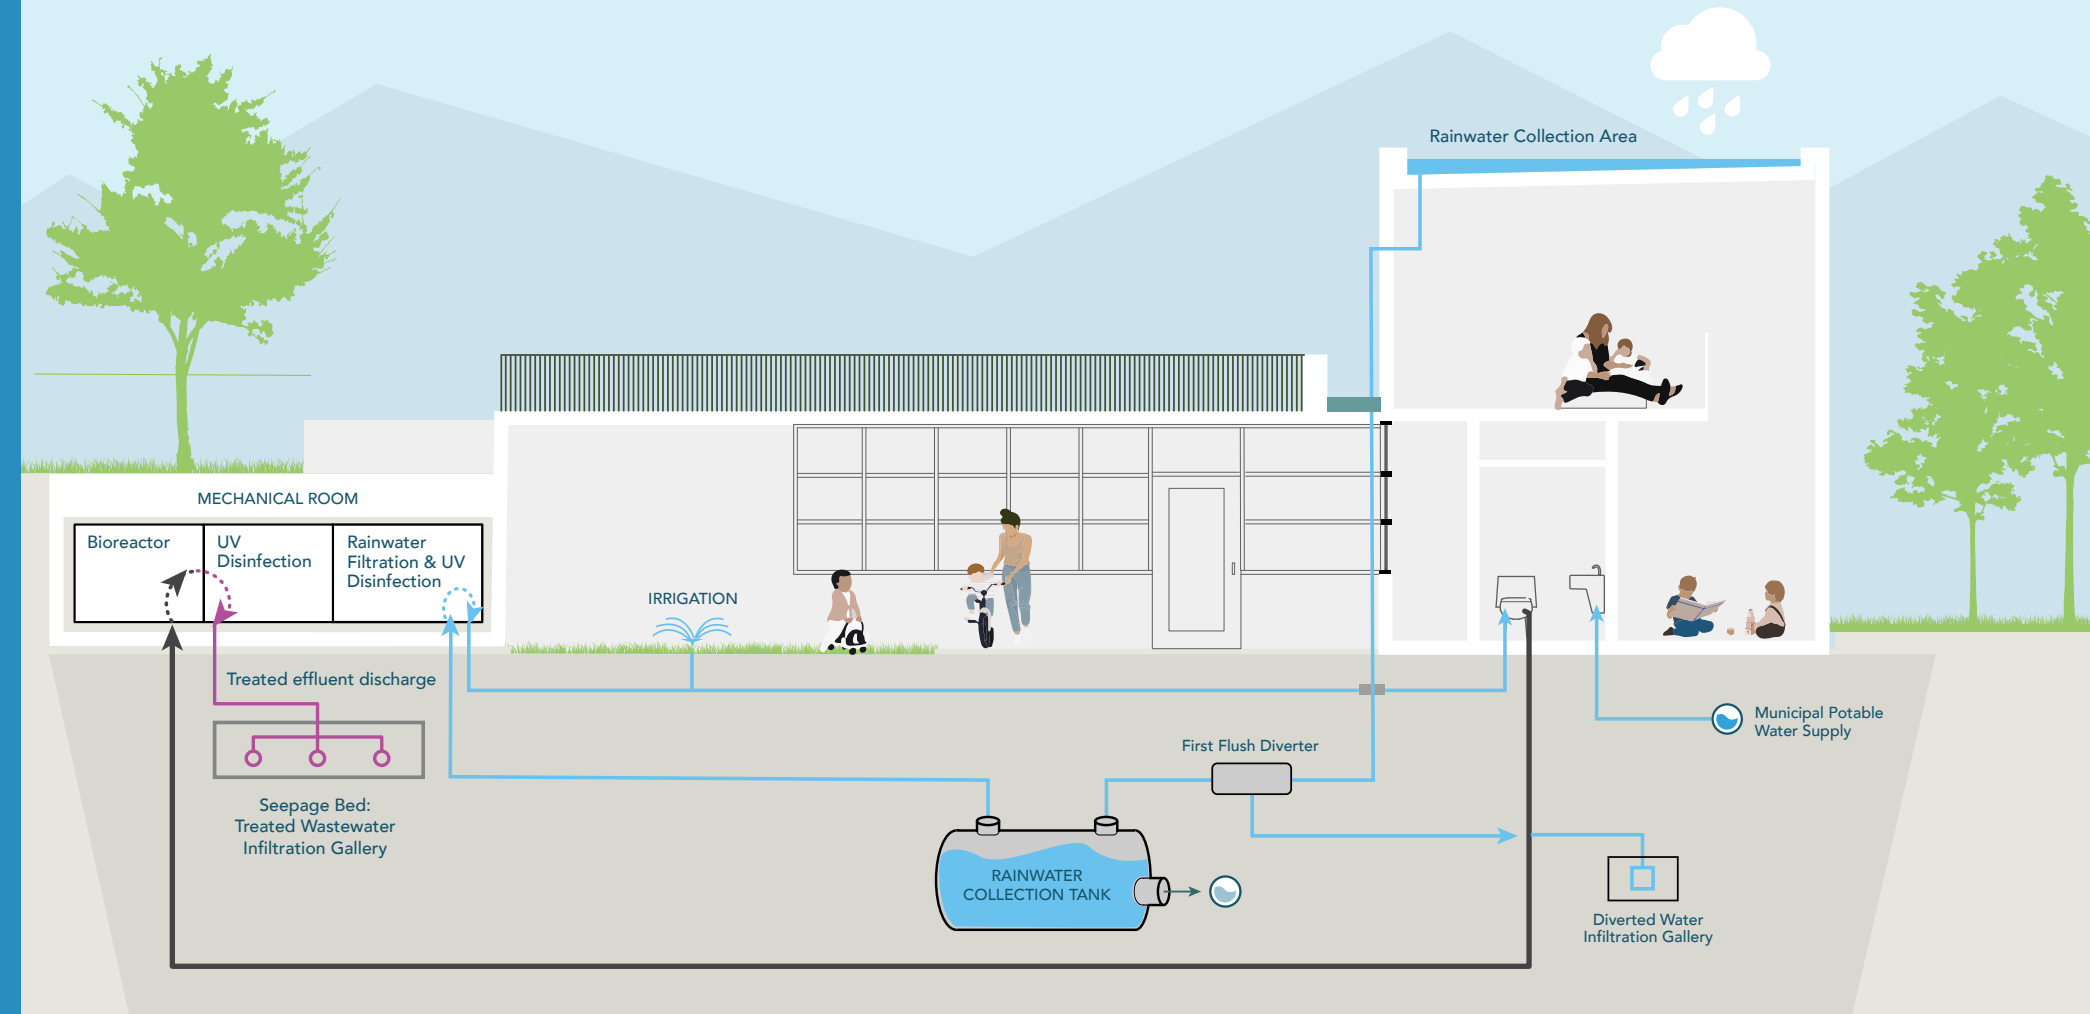 Rainwater Collection Area
MECHANICAL ROOM
Bioreactor
UV
Disinfection
Rainwater
Filtration & UV
Disinfection
IRRIGATION
Treated effluent discharge
Seepage Bed:
Treated Wastewater
Infiltration Gallery
First Flush Diverter
Municipal Potable
Water Supply
RAINWATER
COLLECTION TANK
Diverted Water
Infiltration Gallery